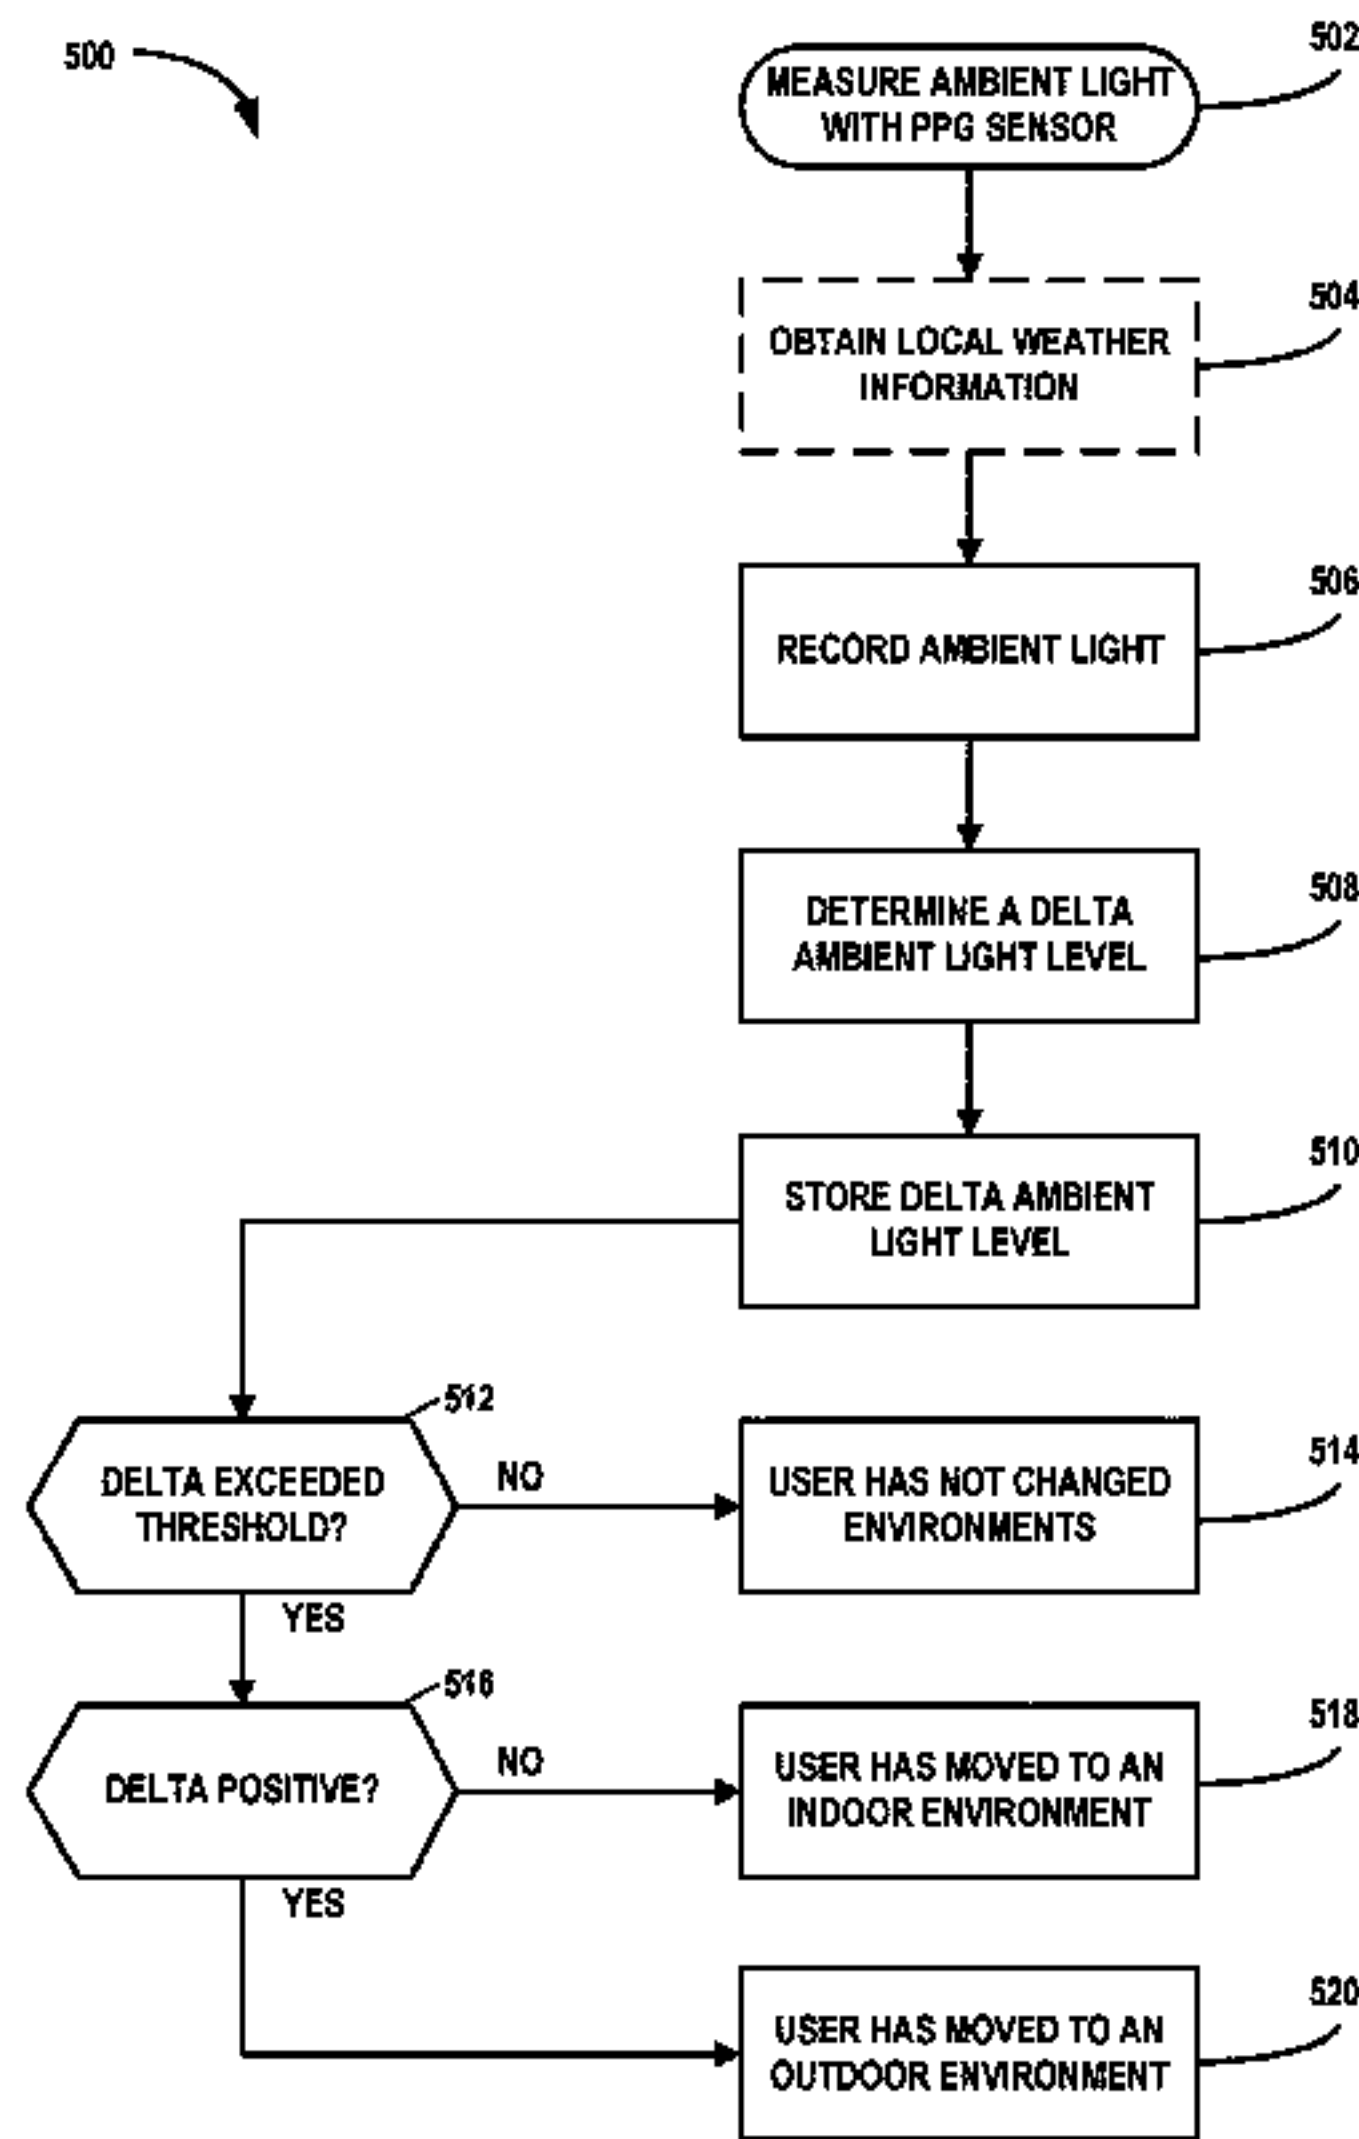 500
502
MEASURE AMBIENT LIGHT
WITH PPG SENSOR
504
OBTAIN LOCAL WEATHER
INFORMATION
506
RECORD AMBIENT LIGHT
508
DETERMINE A DELTA
AMBIENT LIGHT LEVEL
510
STORE DELTA AMBIENT
LIGHT LEVEL
512
DELTA EXCEEDED
THRESHOLD?
NO
514
USER HAS NOT CHANGED
ENVIRONMENTS
YES
516
DELTA POSITIVE?
NO
518
USER HAS MOVED TO AN
INDOOR ENVIRONMENT
YES
520
USER HAS MOVED TO AN
OUTDOOR ENVIRONMENT